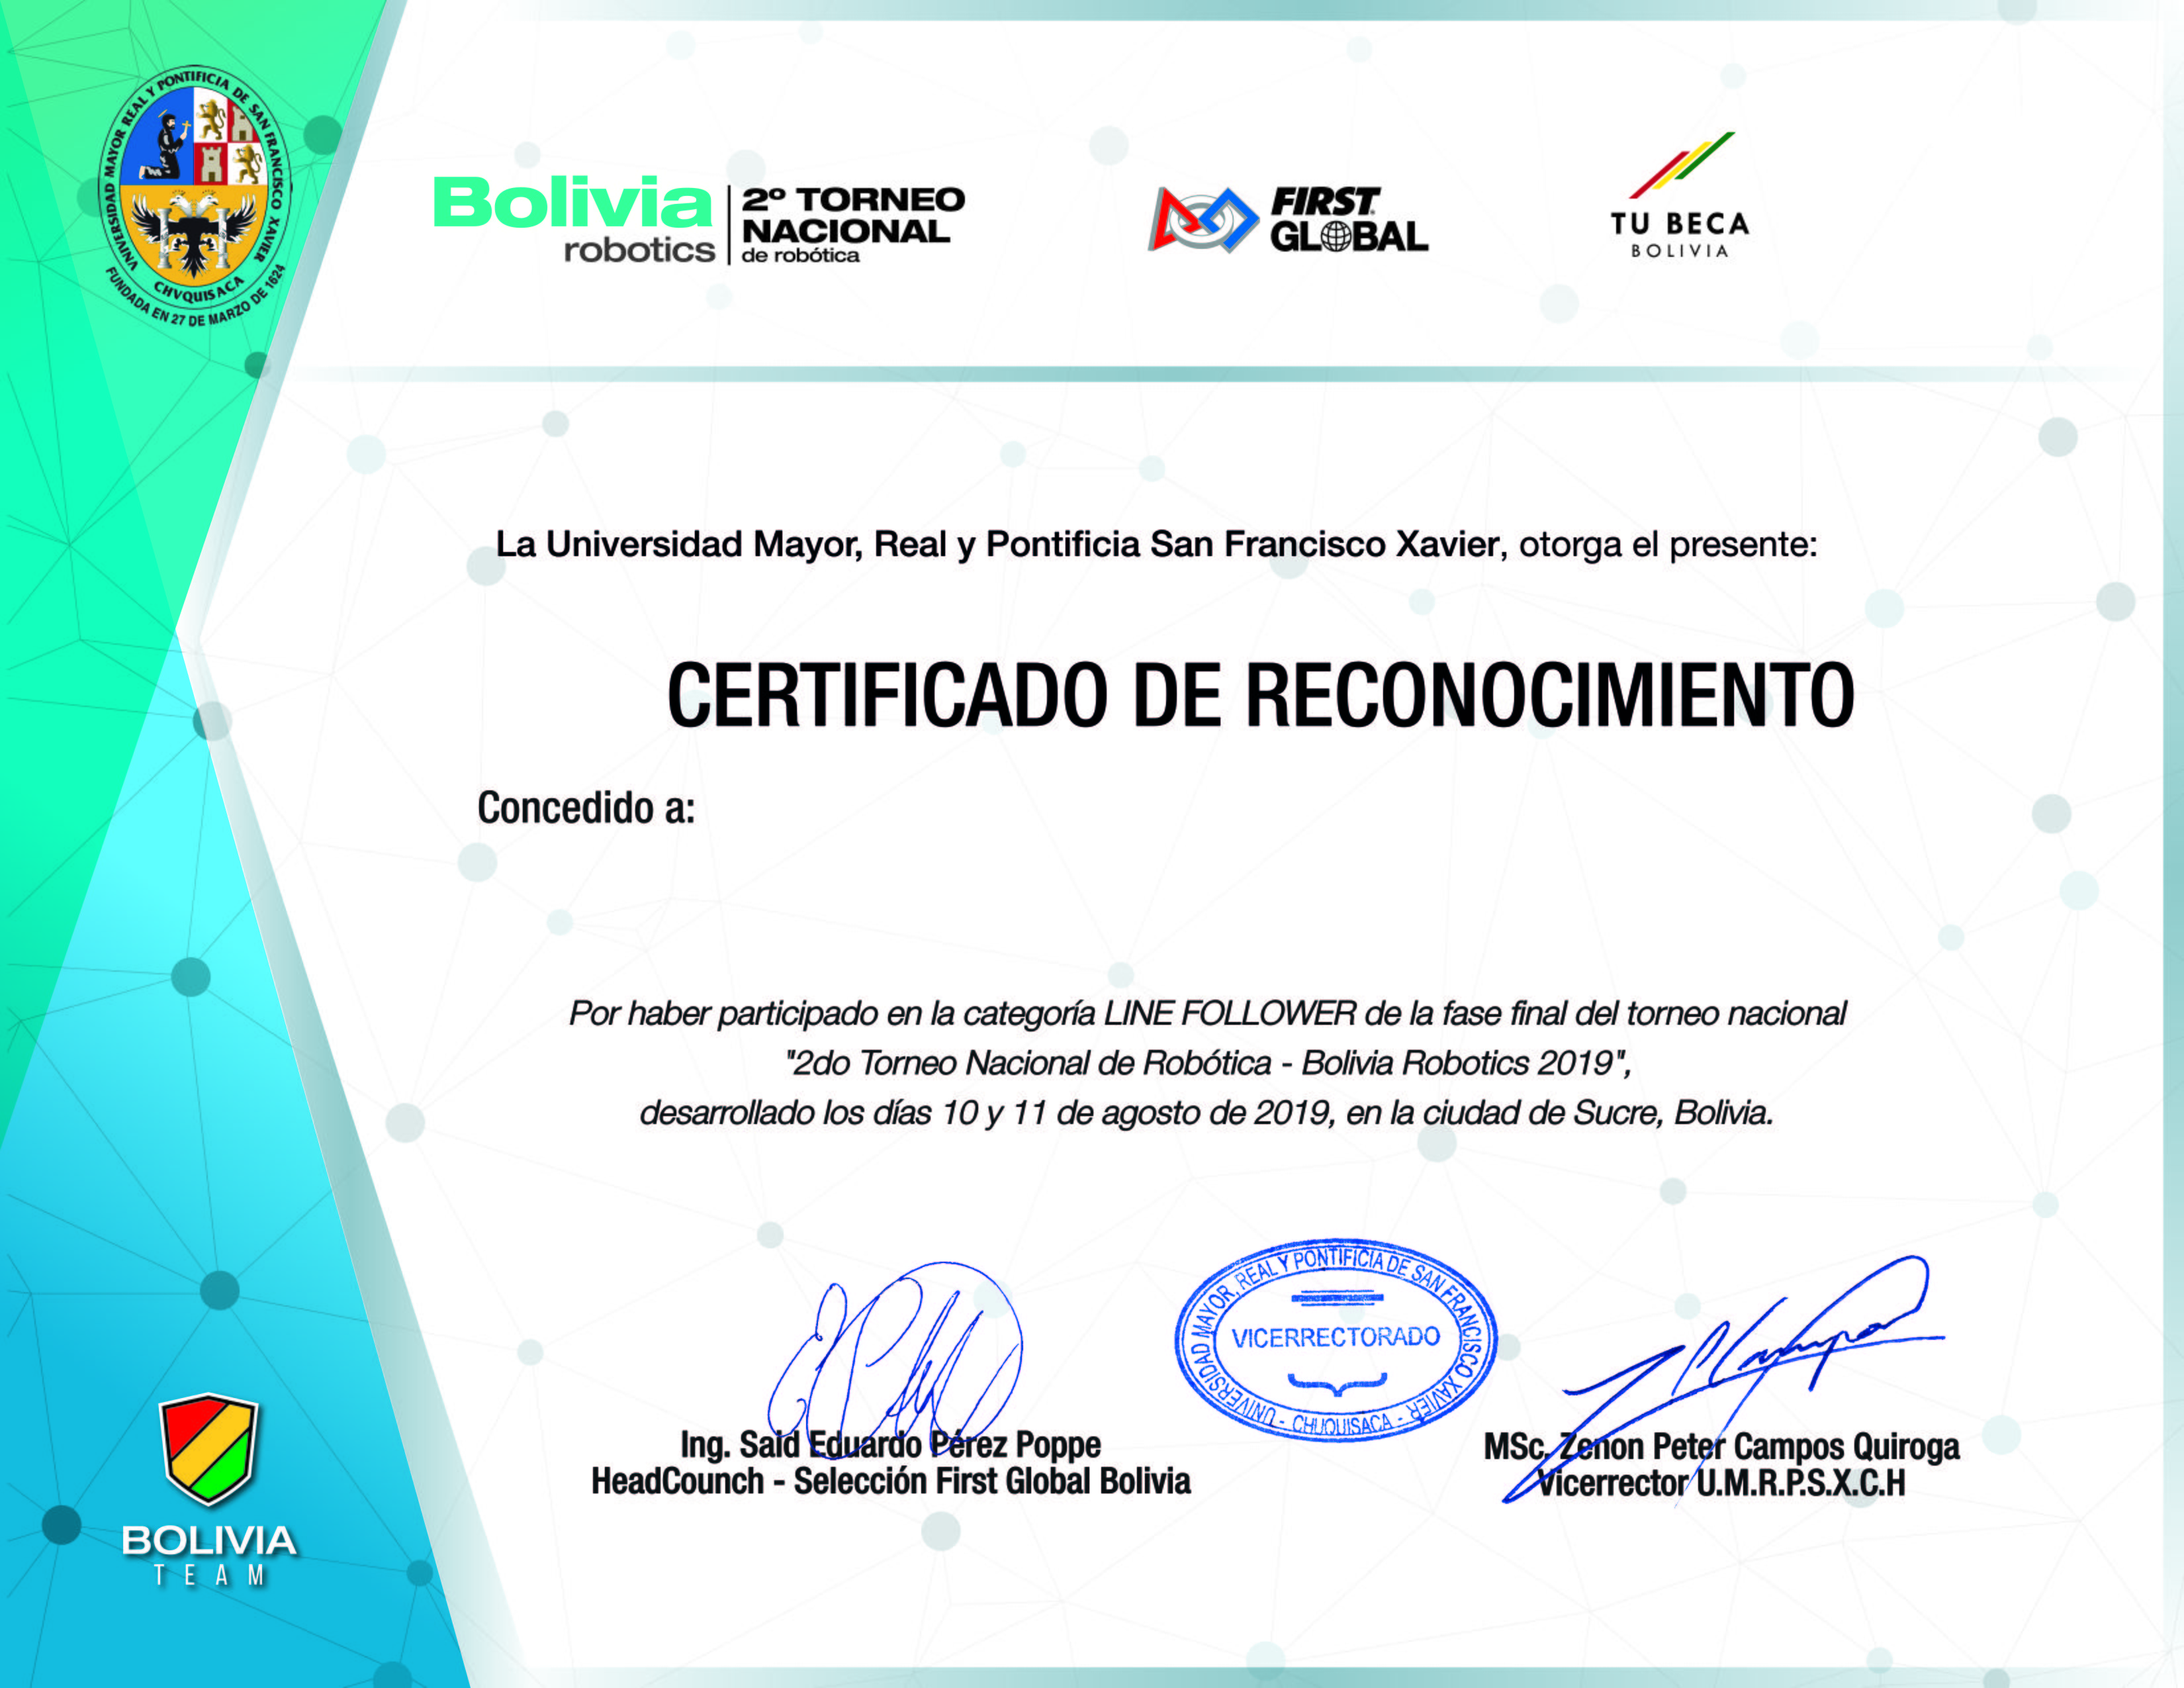 UNIVERSIDAD MAYOR REAL Y PONTIFICIA DE SAN FRANCISCO XAVIER
CHVQUISACA
FUNDADA EN 27 DE MARZO DE 1624
Bolivia
robotics
2º TORNEO
NACIONAL
de robótica
FIRST
GLOBAL
TU BECA
BOLIVIA
La Universidad Mayor, Real y Pontificia San Francisco Xavier, otorga el presente:
CERTIFICADO DE RECONOCIMIENTO
Concedido a:
Por haber participado en la categoría LINE FOLLOWER de la fase final del torneo nacional
"2do Torneo Nacional de Robótica - Bolivia Robotics 2019",
desarrollado los días 10 y 11 de agosto de 2019, en la ciudad de Sucre, Bolivia.
UNIVERSIDAD MAYOR, REAL Y PONTIFICIA DE SAN FRANCISCO XAVIER
VICERRECTORADO
- CHUQUISACA -
Ing. Said Eduardo Pérez Poppe
HeadCounch - Selección First Global Bolivia
MSc. Zenon Peter Campos Quiroga
Vicerrector U.M.R.P.S.X.C.H
BOLIVIA
TEAM